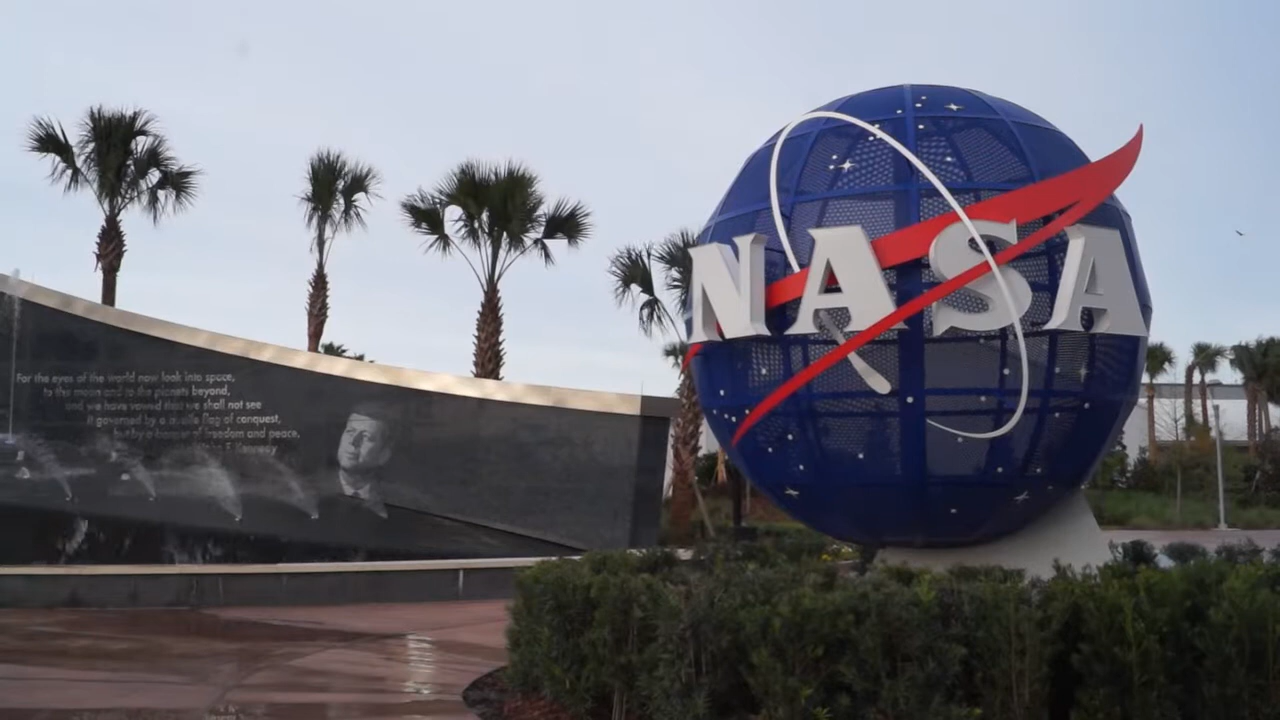 For the eyes of the world now look into space,
to the moon and to the planets beyond,
and we have vowed that we shall not see
it governed by a hostile flag of conquest,
but by a banner of freedom and peace.
Kennedy
NASA